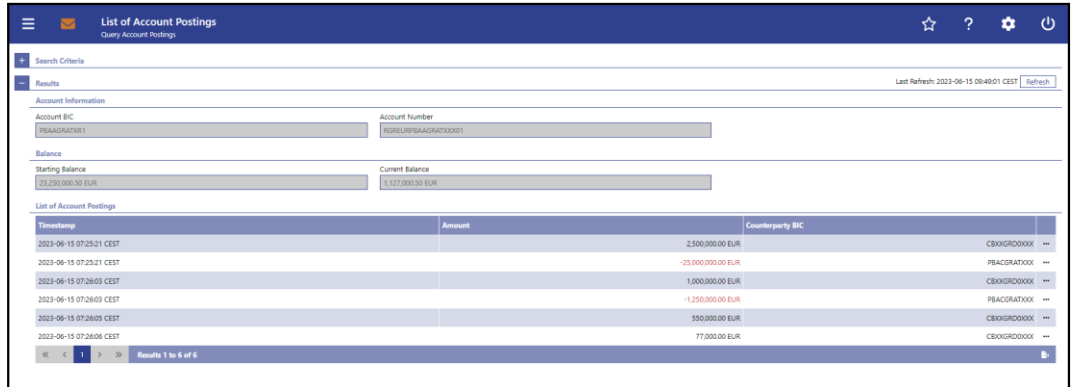 List of Account Postings
Query Account Postings
Search Criteria
Results Last Refresh: 2023-06-15 09:49:01 CEST Refresh
Account Information
Account BIC Account Number
PBAAGRATXR1 RGREURPBAAGRATXXX01
Balance
Starting Balance Current Balance
23,250,000.50 EUR 1,127,000.50 EUR
List of Account Postings
Timestamp Amount Counterparty BIC
2023-06-15 07:25:21 CEST 2,500,000.00 EUR CBXXGRD0XXX
2023-06-15 07:25:21 CEST -25,000,000.00 EUR PBACGRATXXX
2023-06-15 07:26:03 CEST 1,000,000.00 EUR CBXXGRD0XXX
2023-06-15 07:26:03 CEST -1,250,000.00 EUR PBACGRATXXX
2023-06-15 07:26:05 CEST 550,000.00 EUR CBXXGRD0XXX
2023-06-15 07:26:06 CEST 77,000.00 EUR CBXXGRD0XXX
1 Results 1 to 6 of 6